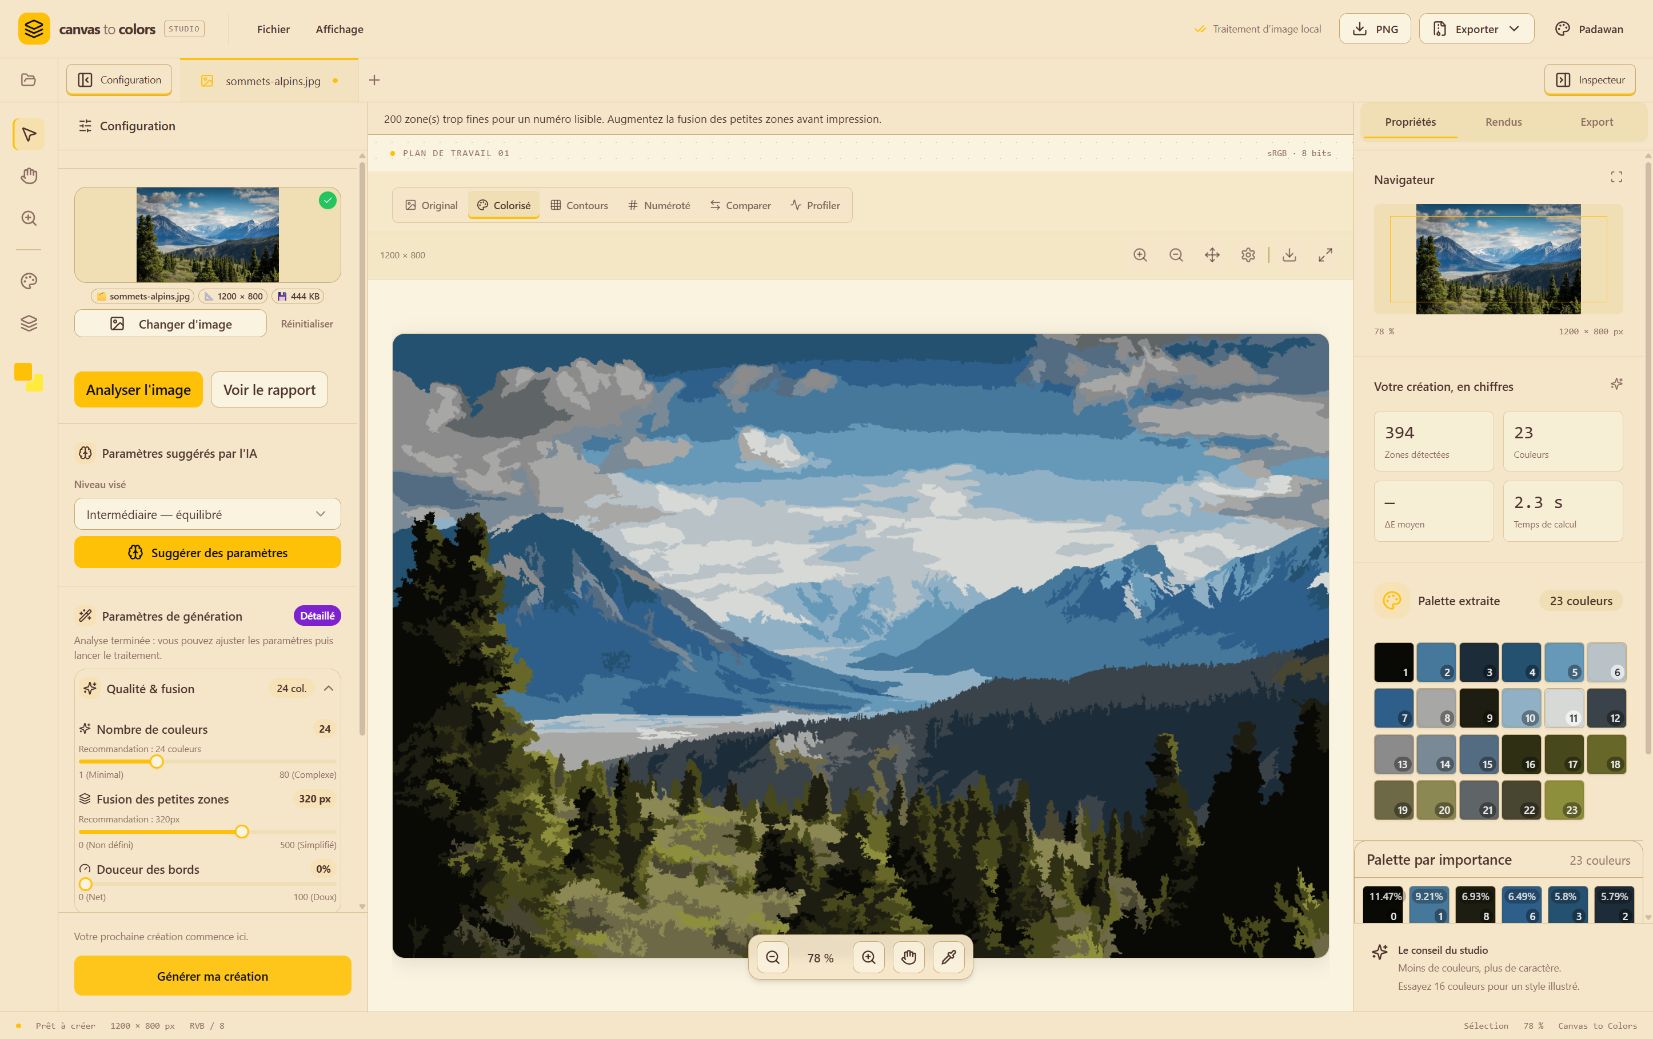 canvas to colors STUDIO
Fichier
Affichage
Traitement d'image local
PNG
Exporter
Padawan
Configuration
sommets-alpins.jpg
Inspecteur
Configuration
sommets-alpins.jpg
1200 × 800
444 KB
Changer d'image
Réinitialiser
Analyser l'image
Voir le rapport
Paramètres suggérés par l'IA
Niveau visé
Intermédiaire — équilibré
Suggérer des paramètres
Paramètres de génération
Détaillé
Analyse terminée : vous pouvez ajuster les paramètres puis
lancer le traitement.
Qualité & fusion
24 col.
Nombre de couleurs
24
Recommandation : 24 couleurs
1 (Minimal)
80 (Complexe)
Fusion des petites zones
320 px
Recommandation : 320px
0 (Non défini)
500 (Simplifié)
Douceur des bords
0%
0 (Net)
100 (Doux)
Votre prochaine création commence ici.
Générer ma création
200 zone(s) trop fines pour un numéro lisible. Augmentez la fusion des petites zones avant impression.
PLAN DE TRAVAIL 01
sRGB · 8 bits
Original
Colorisé
Contours
Numéroté
Comparer
Profiler
1200 × 800
78 %
Propriétés
Rendus
Export
Navigateur
78 %
1200 × 800 px
Votre création, en chiffres
394
Zones détectées
23
Couleurs
—
ΔE moyen
2.3 s
Temps de calcul
Palette extraite
23 couleurs
1 2 3 4 5 6
7 8 9 10 11 12
13 14 15 16 17 18
19 20 21 22 23
Palette par importance
23 couleurs
11.47% 9.21% 6.93% 6.49% 5.8% 5.79%
0 1 8 6 3 2
Le conseil du studio
Moins de couleurs, plus de caractère.
Essayez 16 couleurs pour un style illustré.
Prêt à créer
1200 × 800 px
RVB / 8
Sélection
78 %
Canvas to Colors